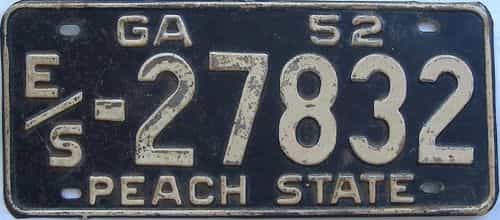 GA 52
E/S-27832
PEACH STATE